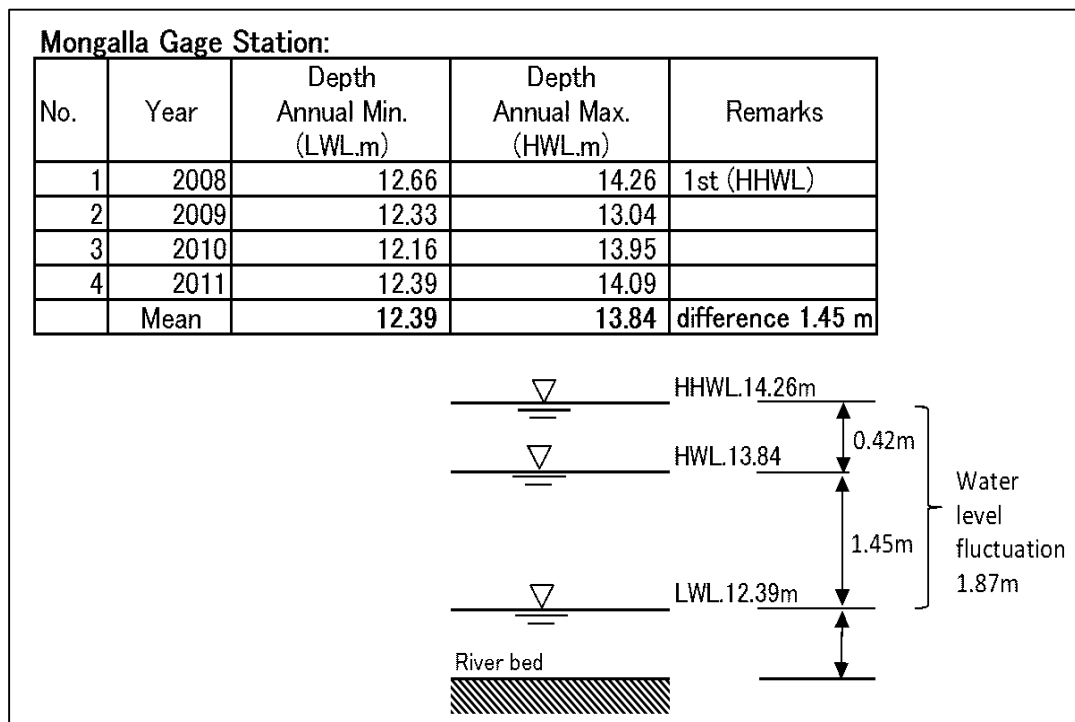 Mongalla Gage Station:
No. Year Depth Annual Min. (LWL.m) Depth Annual Max. (HWL.m) Remarks
1 2008 12.66 14.26 1st (HHWL)
2 2009 12.33 13.04
3 2010 12.16 13.95
4 2011 12.39 14.09
Mean 12.39 13.84 difference 1.45 m
HHWL.14.26m
0.42m
HWL.13.84
Water
level
fluctuation
1.87m
1.45m
LWL.12.39m
River bed